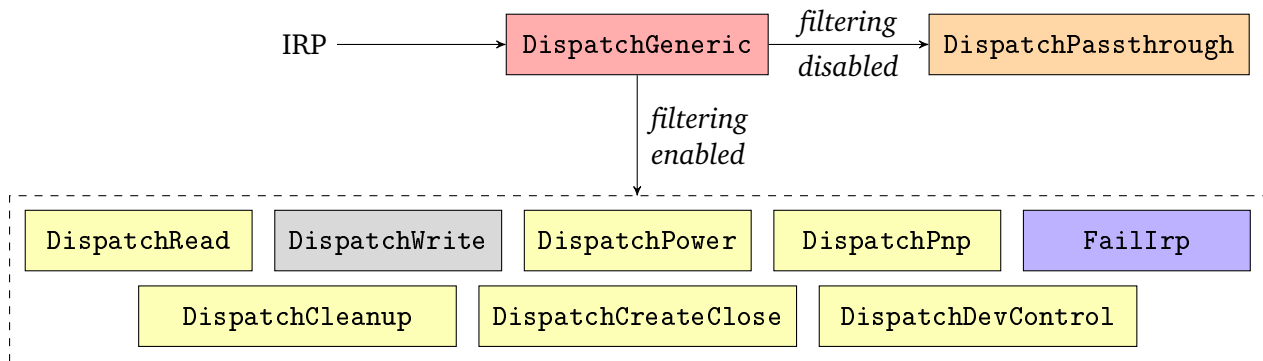 IRP
DispatchGeneric
filtering
disabled
DispatchPassthrough
filtering
enabled
DispatchRead
DispatchWrite
DispatchPower
DispatchPnp
FailIrp
DispatchCleanup
DispatchCreateClose
DispatchDevControl